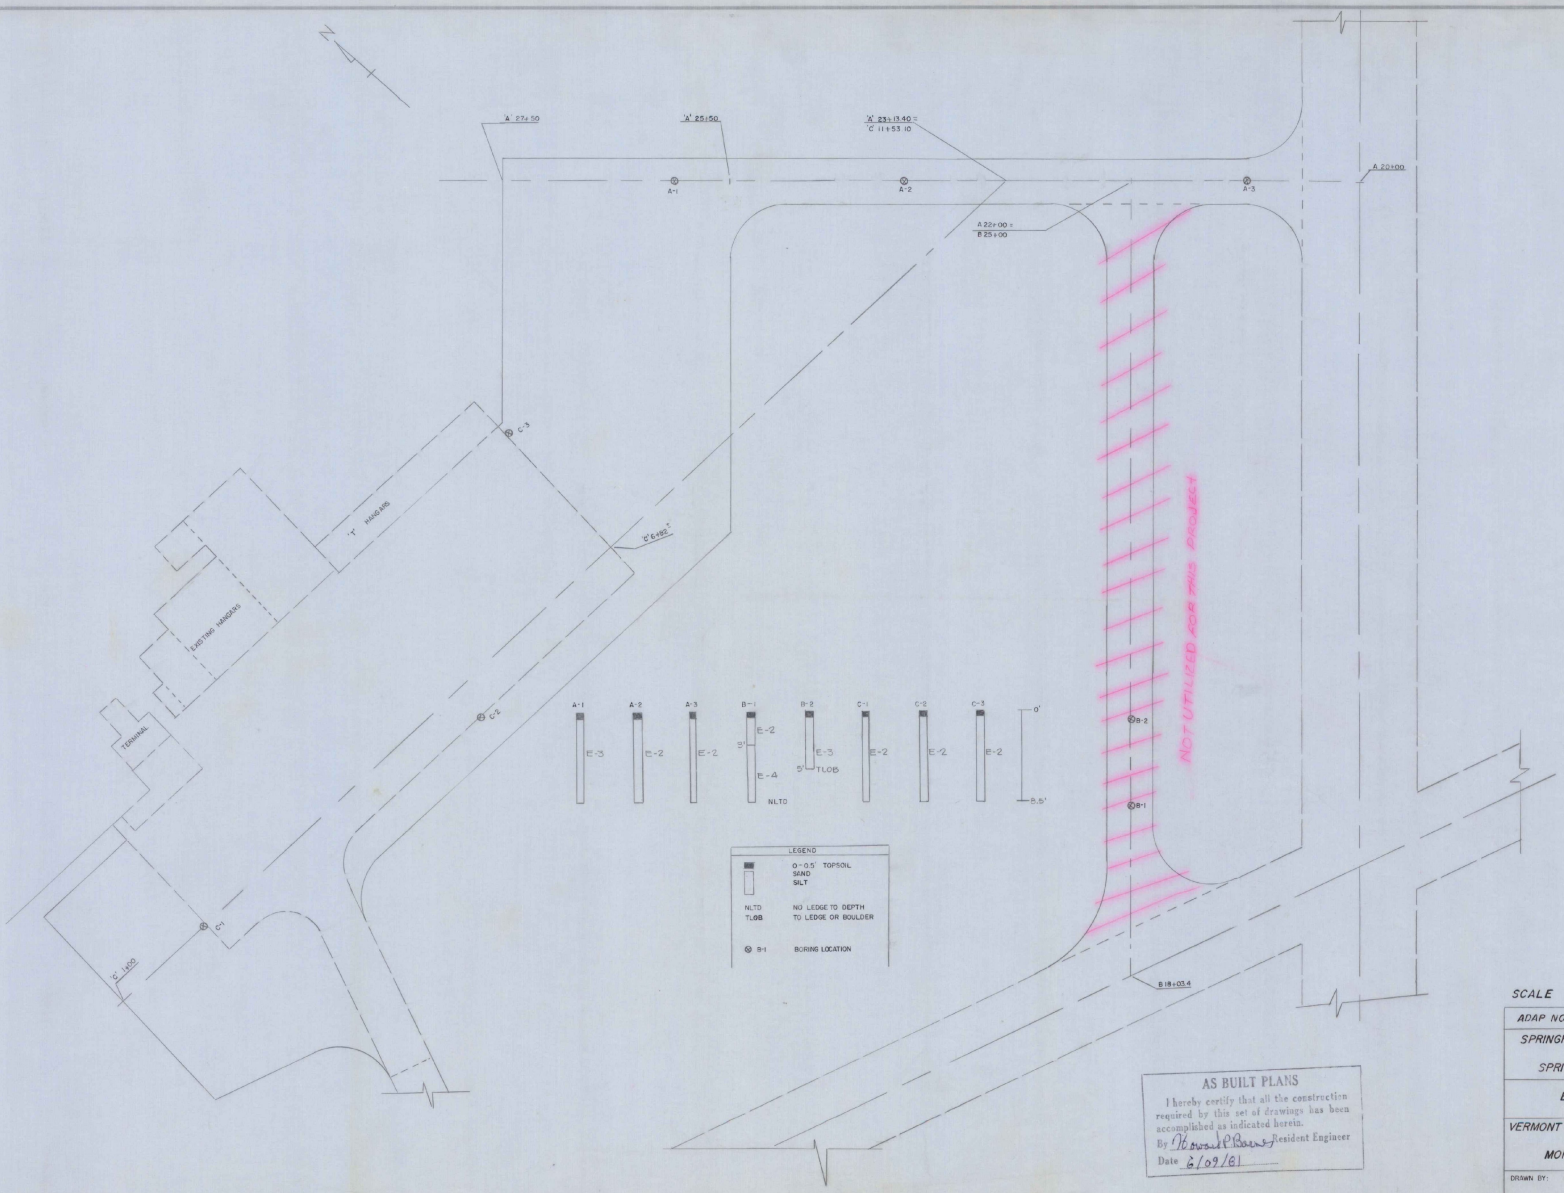 N
'A' 27+50
'A' 25+50
'A' 23+13.40 =
'C' 11+53.10
A 20+00
A-1
A-2
A-3
A 22+00 =
B 25+00
C-3
'T' HANGARS
'C' 6+92 ±
EXISTING HANGARS
TERMINAL
C-2
C-1
'C' 1+00
NOT UTILIZED FOR THIS PROJECT
B-2
B-1
B 18+03.4
A-1 A-2 A-3 B-1 B-2 C-1 C-2 C-3 0'
E-3 E-2 E-2 E-2 E-3 E-2 E-2 E-2
E-4 5' TLOB
NLTD 8.5'
LEGEND
0-0.5' TOPSOIL
SAND
SILT
NLTD NO LEDGE TO DEPTH
TLOB TO LEDGE OR BOULDER
B-1 BORING LOCATION
AS BUILT PLANS
I hereby certify that all the construction
required by this set of drawings has been
accomplished as indicated herein.
By Howard P. Barnes Resident Engineer
Date 6/09/81
SCALE
ADAP NO
SPRING
SPRI
VERMONT
MO
DRAWN BY: